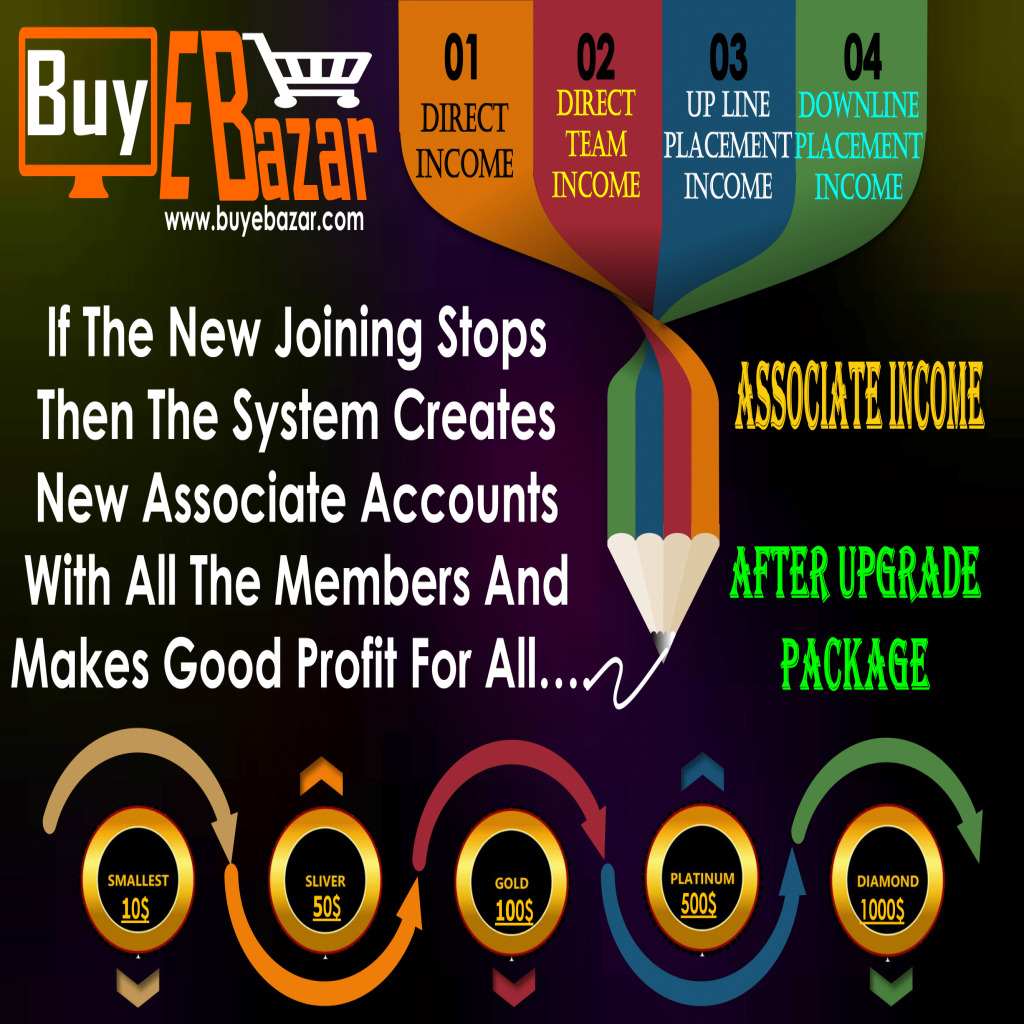 Buy E Bazar
www.buyebazar.com
01
DIRECT
INCOME
02
DIRECT
TEAM
INCOME
03
UP LINE
PLACEMENT
INCOME
04
DOWNLINE
PLACEMENT
INCOME
If The New Joining Stops
Then The System Creates
New Associate Accounts
With All The Members And
Makes Good Profit For All....
ASSOCIATE INCOME
AFTER UPGRADE
PACKAGE
SMALLEST
10$
SLIVER
50$
GOLD
100$
PLATINUM
500$
DIAMOND
1000$